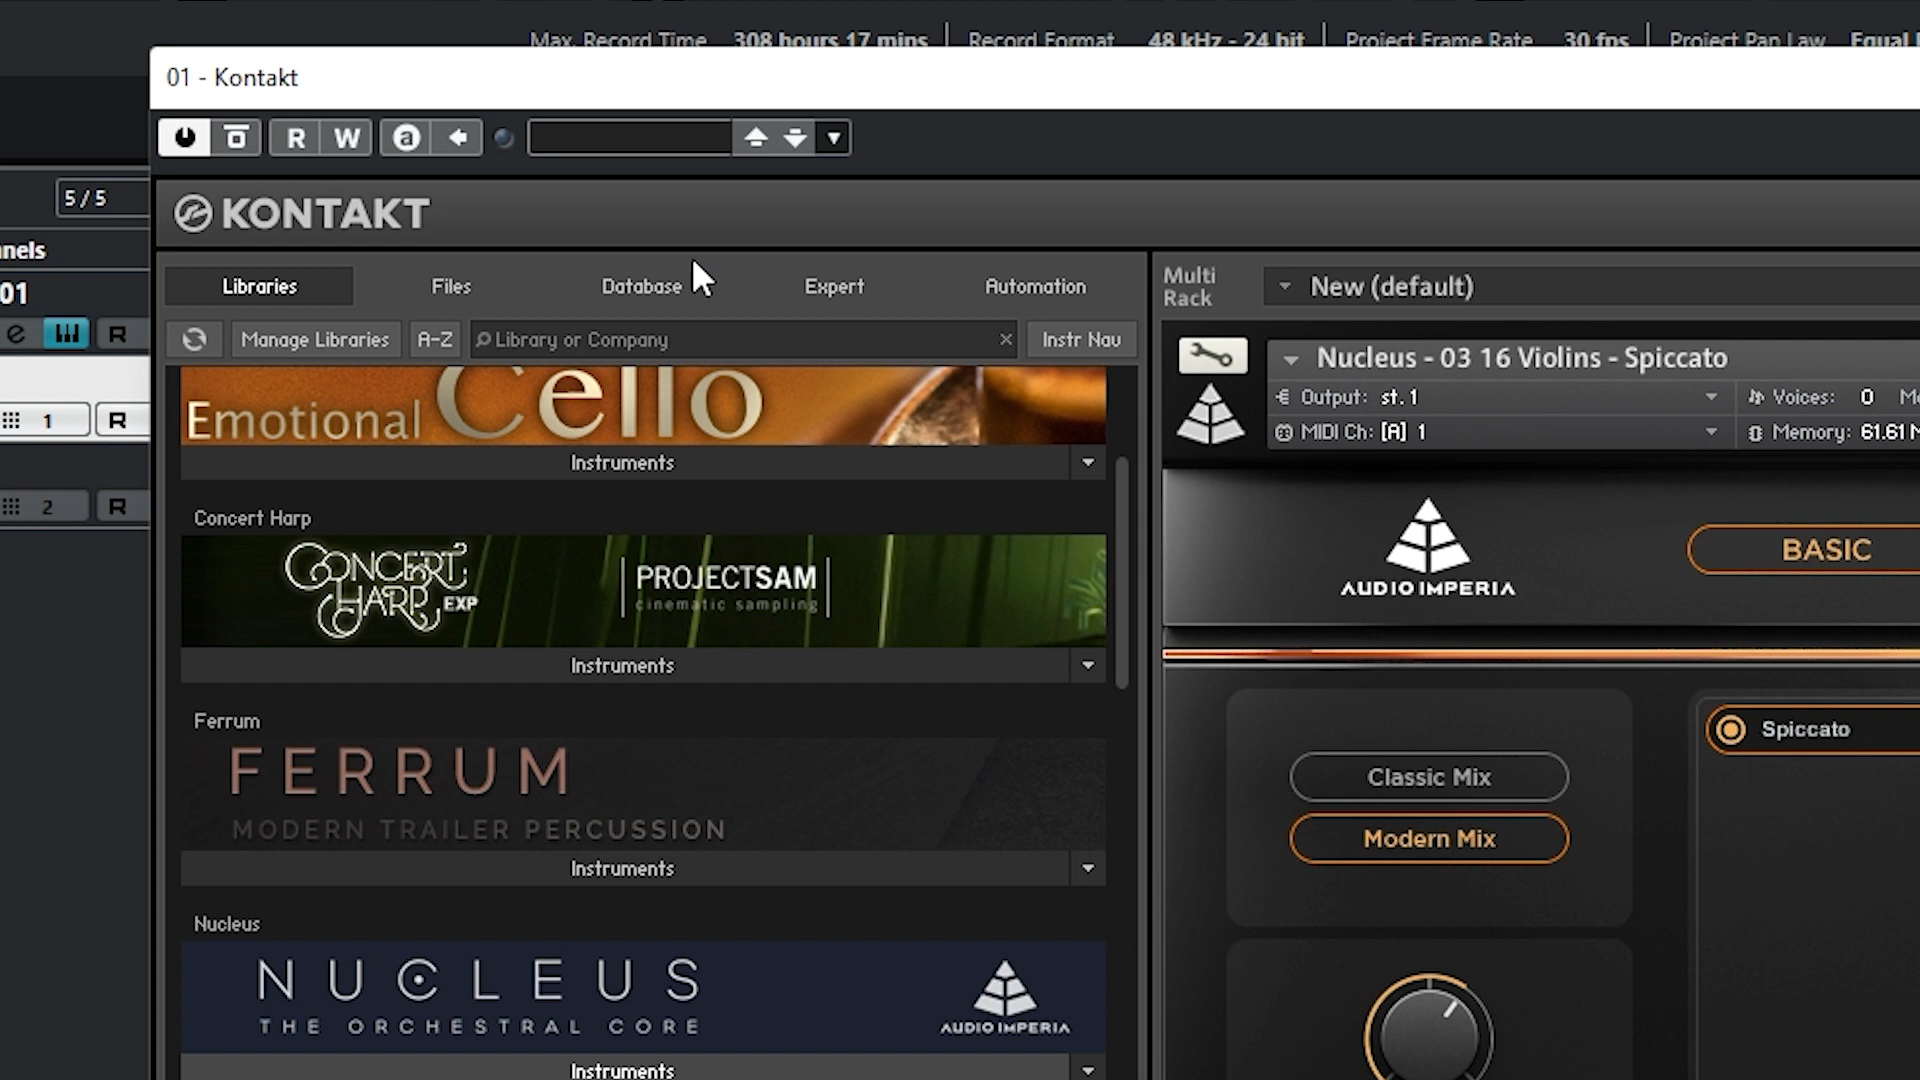 Max. Record Time 308 hours 17 mins Record Format 48 kHz - 24 bit Project Frame Rate 30 fps Project Pan Law Equal
01 - Kontakt
R W a
5 / 5
KONTAKT
nels
Libraries Files Database Expert Automation
Multi Rack New (default)
01
e R
Manage Libraries A-Z Library or Company × Instr Nav
Nucleus - 03 16 Violins - Spiccato
Output: st.1 Voices: 0
MIDI Ch: [A] 1 Memory: 61.61 M
1 R
Emotional Cello
Instruments
2 R
Concert Harp
CONCERT HARP EXP
PROJECTSAM
cinematic sampling
Instruments
AUDIO IMPERIA
BASIC
Ferrum
FERRUM
MODERN TRAILER PERCUSSION
Instruments
Spiccato
Classic Mix
Modern Mix
Nucleus
NUCLEUS
THE ORCHESTRAL CORE
AUDIO IMPERIA
Instruments